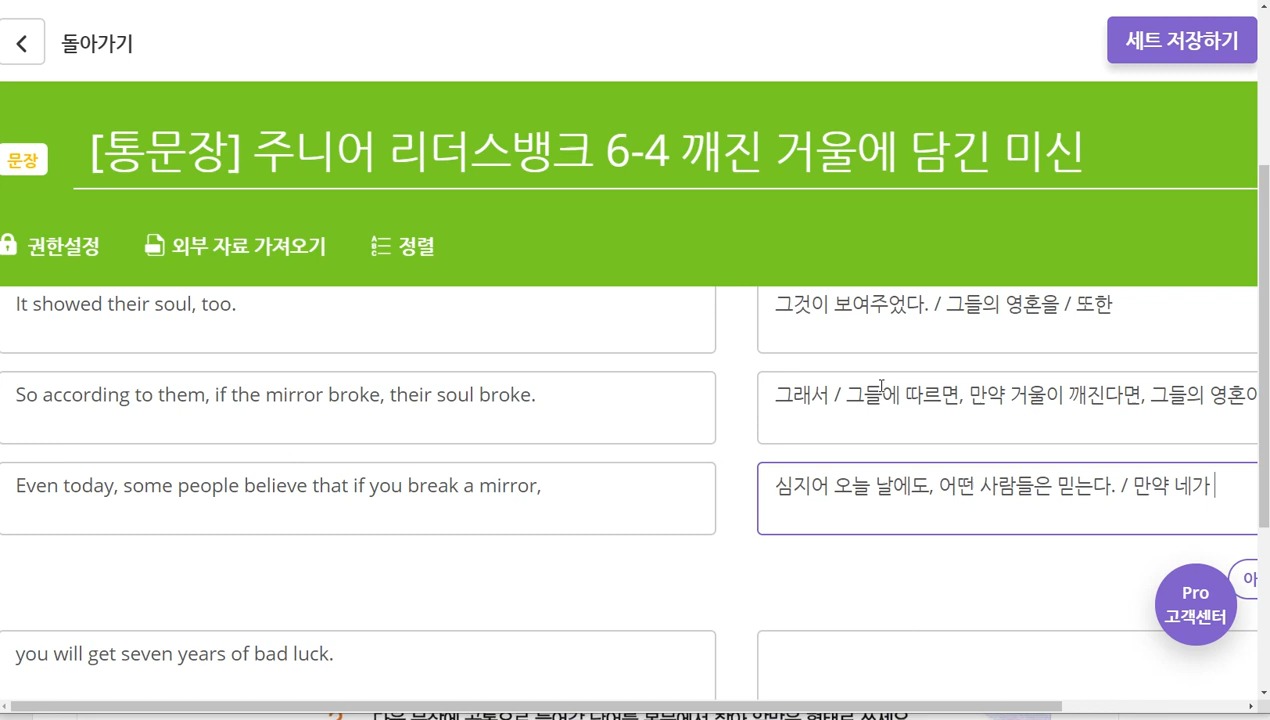 돌아가기
세트 저장하기
문장
[통문장] 주니어 리더스뱅크 6-4 깨진 거울에 담긴 미신
권한설정
외부 자료 가져오기
정렬
It showed their soul, too.
그것이 보여주었다. / 그들의 영혼을 / 또한
So according to them, if the mirror broke, their soul broke.
그래서 / 그들에 따르면, 만약 거울이 깨진다면, 그들의 영혼이
Even today, some people believe that if you break a mirror,
심지어 오늘 날에도, 어떤 사람들은 믿는다. / 만약 네가
Pro
고객센터
you will get seven years of bad luck.